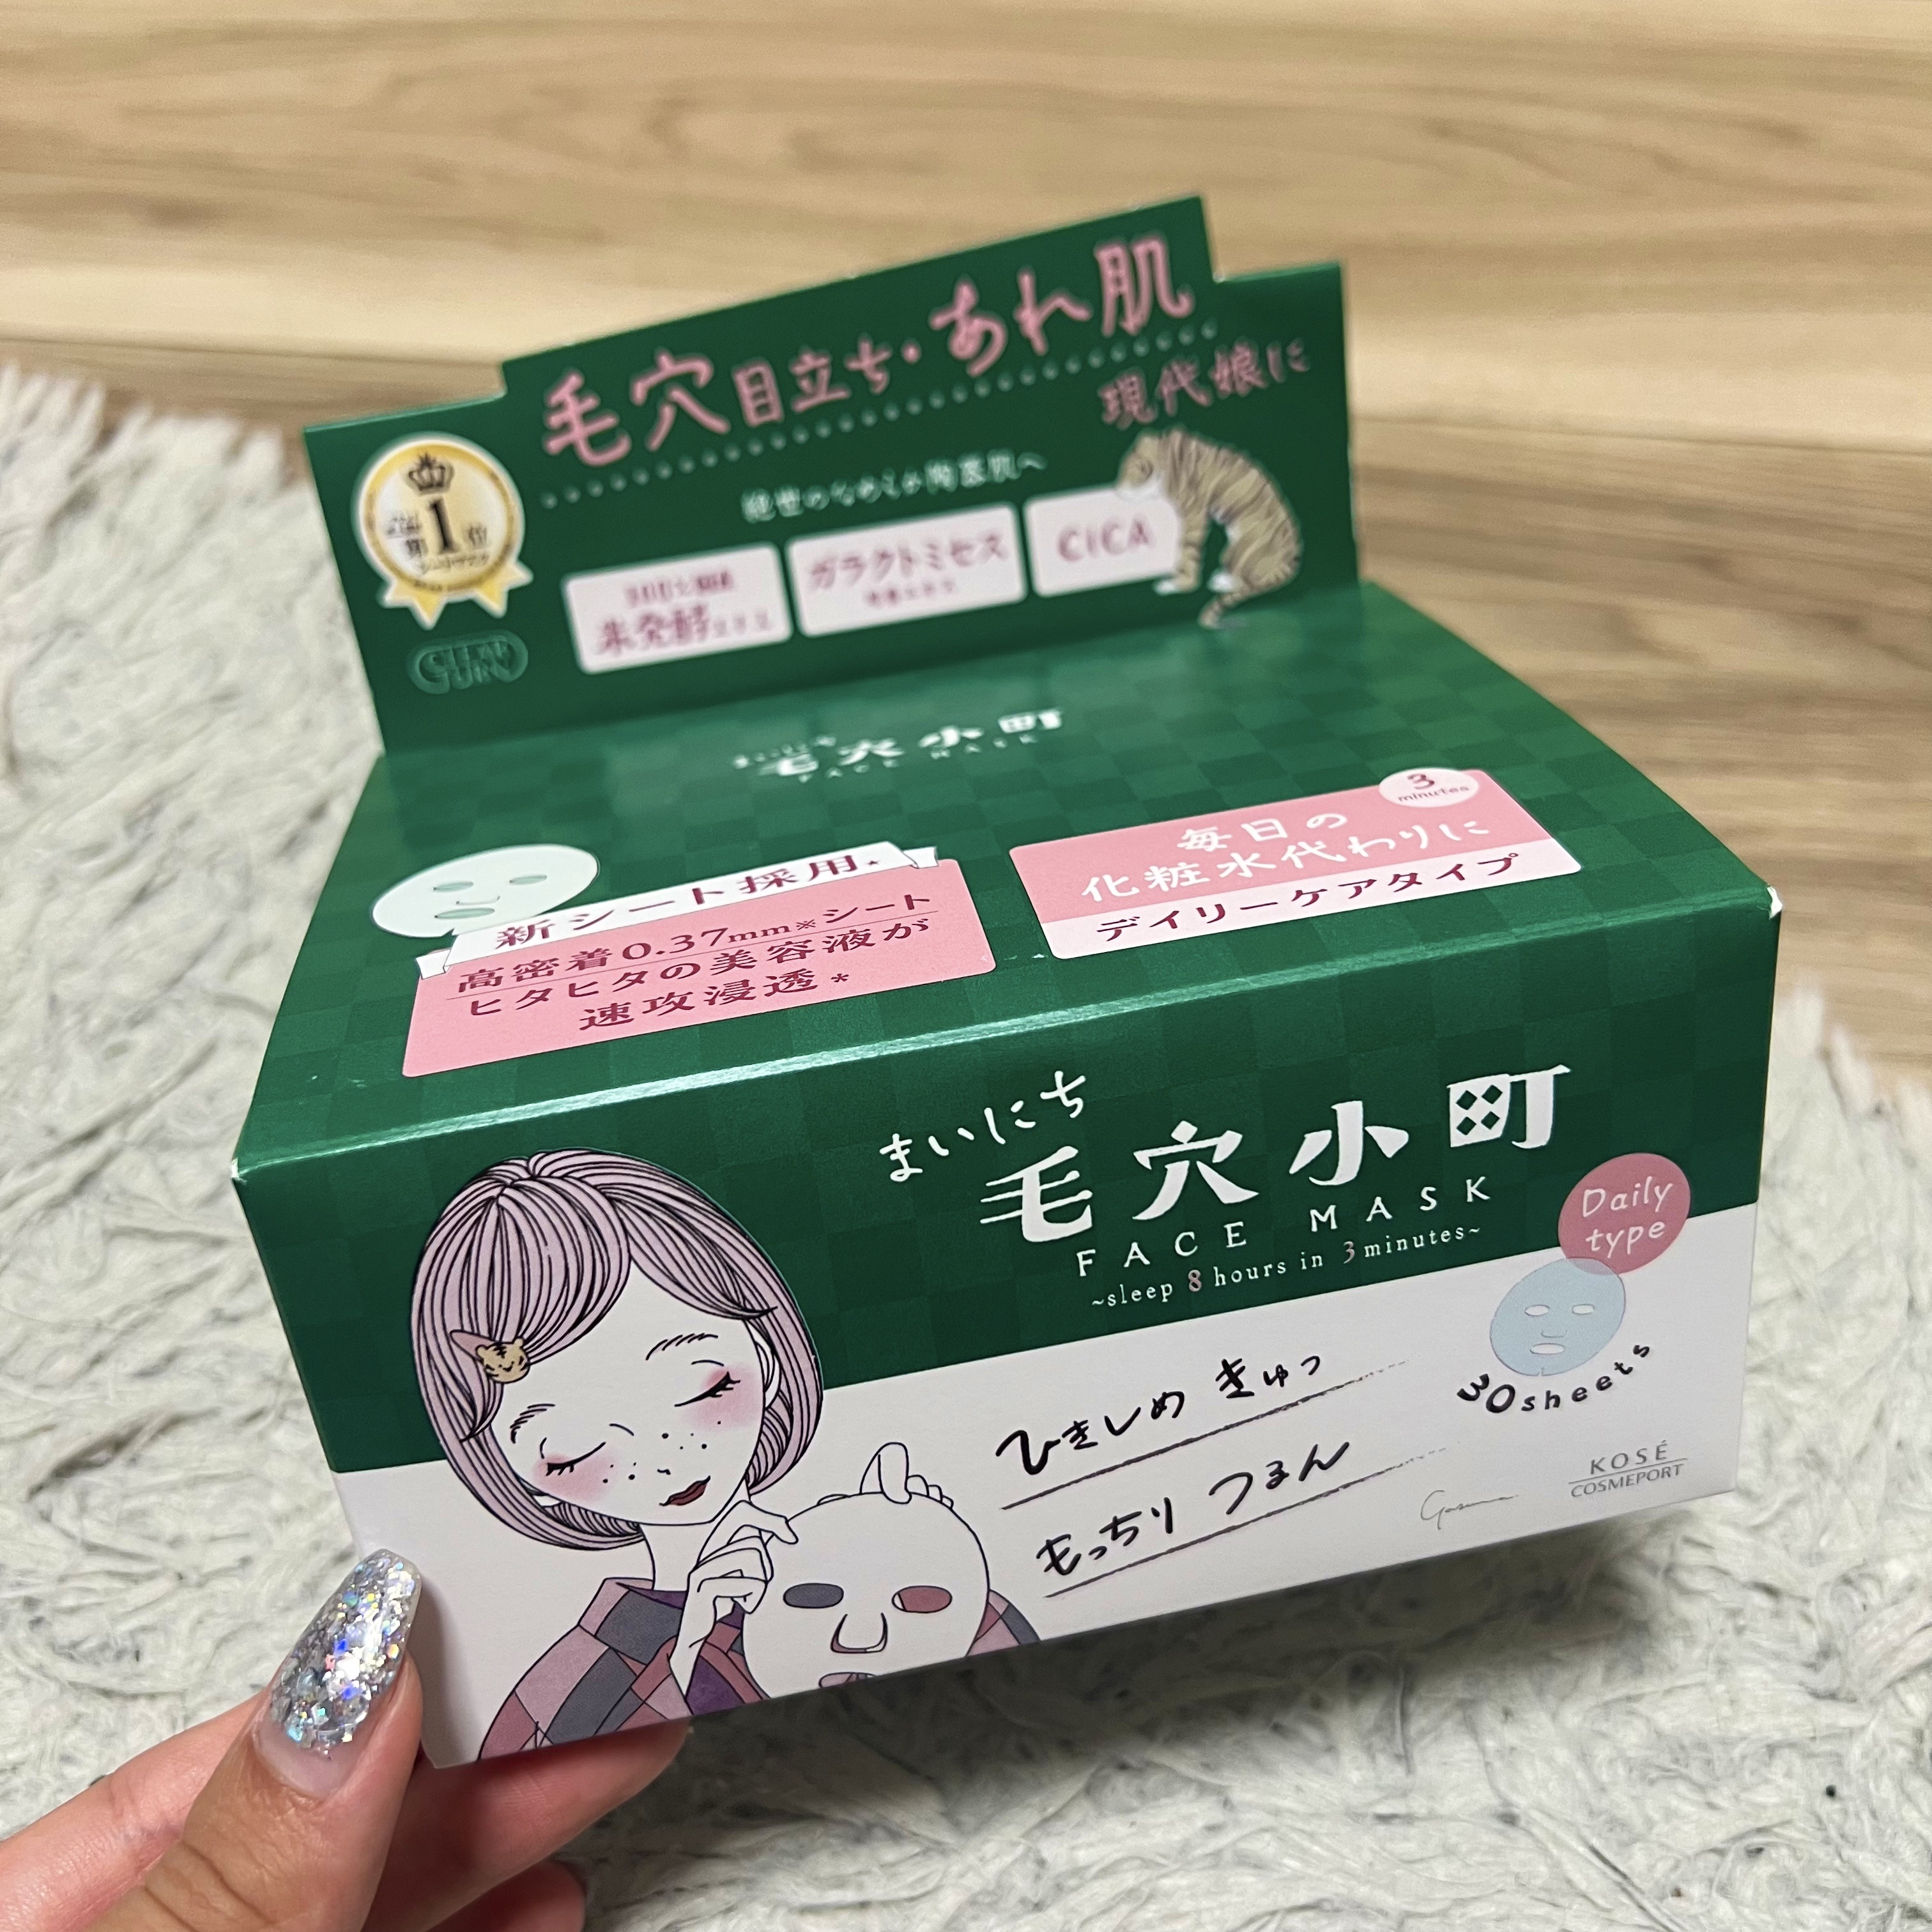 毛穴目立ち・あれ肌
現代娘に
絶世のなめらか陶器肌へ
第1位
米発酵
ガラクトミセス
CICA
まいにち
毛穴小町
FACE MASK
新シート採用★
高密着0.37mm※シート
ヒタヒタの美容液が
速攻浸透*
3
minutes
毎日の
化粧水代わりに
デイリーケアタイプ
まいにち
毛穴小町
FACE MASK
~sleep 8 hours in 3minutes~
Daily
type
30sheets
ひきしめ きゅっ
もっちり つるん
KOSÉ
COSMEPORT